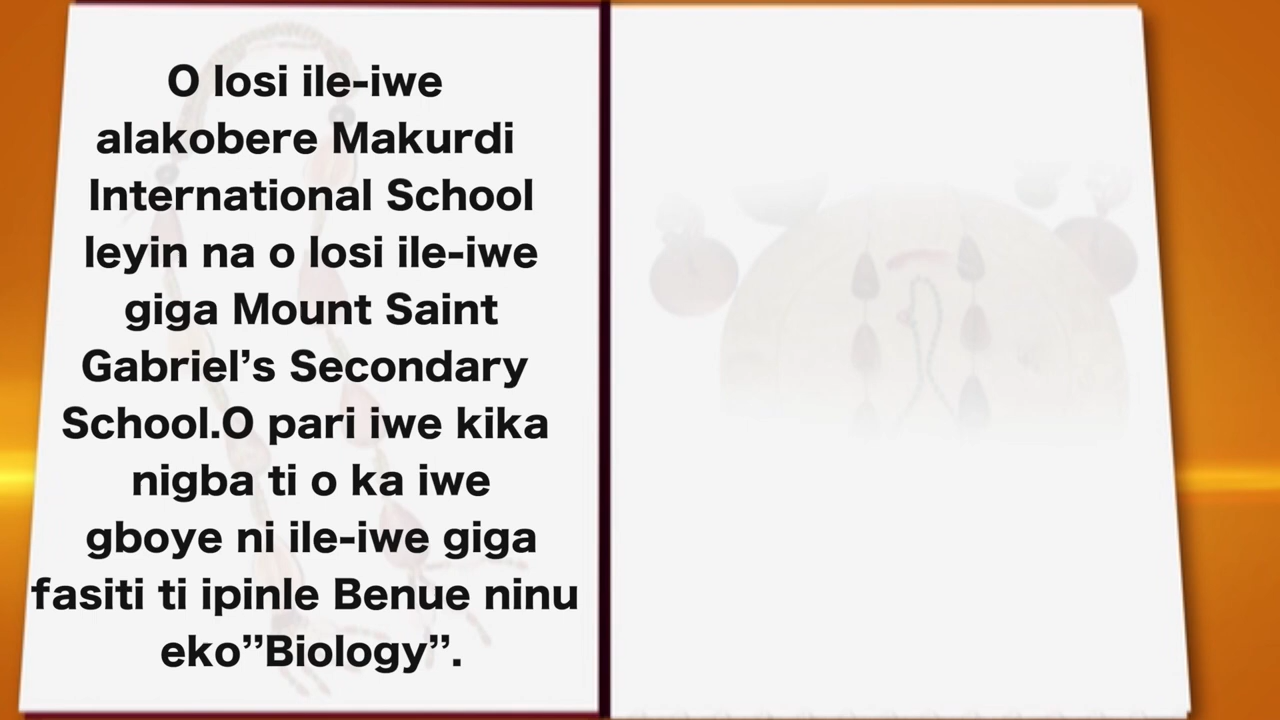 O losi ile-iwe
alakobere Makurdi
International School
leyin na o losi ile-iwe
giga Mount Saint
Gabriel’s Secondary
School.O pari iwe kika
nigba ti o ka iwe
gboye ni ile-iwe giga
fasiti ti ipinle Benue ninu
eko”Biology”.